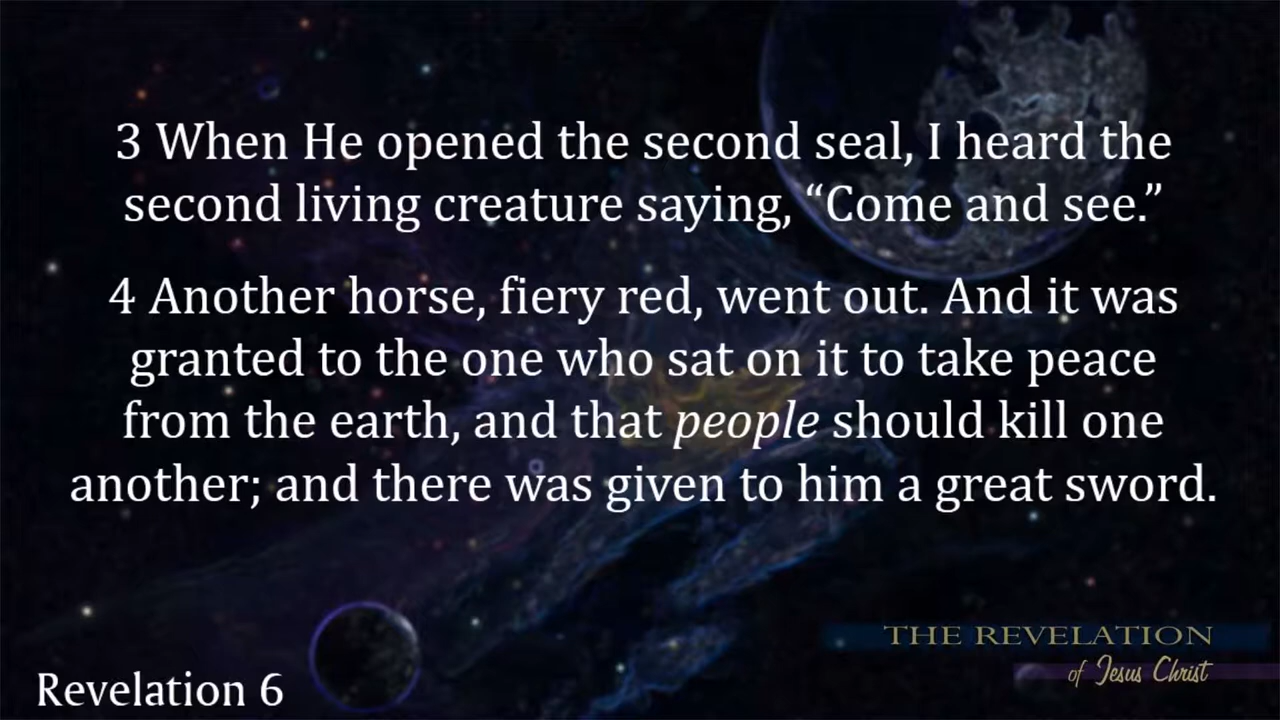 3 When He opened the second seal, I heard the
second living creature saying, “Come and see.”
4 Another horse, fiery red, went out. And it was
granted to the one who sat on it to take peace
from the earth, and that people should kill one
another; and there was given to him a great sword.
THE REVELATION
of Jesus Christ
Revelation 6